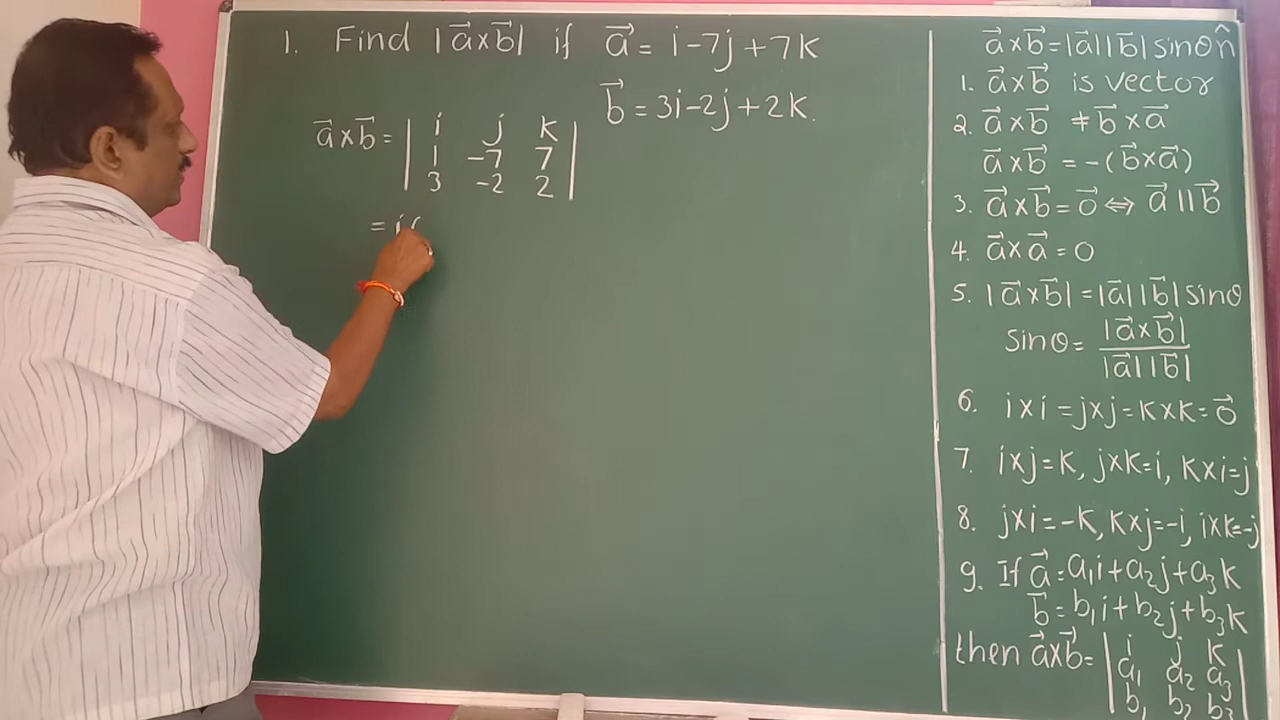 1. Find |a⃗×b⃗| if a⃗ = i-7j+7k
b⃗ = 3i-2j+2k.
a⃗×b⃗ = | i j k |
| 1 -7 7 |
| 3 -2 2 |
= i(
a⃗×b⃗ = |a⃗||b⃗| sinθ n̂
1. a⃗×b⃗ is vector
2. a⃗×b⃗ ≠ b⃗×a⃗
a⃗×b⃗ = -(b⃗×a⃗)
3. a⃗×b⃗ = 0⃗ ⇔ a⃗ || b⃗
4. a⃗×a⃗ = 0
5. |a⃗×b⃗| = |a⃗||b⃗| sinθ
sinθ = |a⃗×b⃗|
|a⃗||b⃗|
6. i×i = j×j = k×k = 0⃗
7. i×j=k, j×k=i, k×i=j
8. j×i=-k, k×j=-i, i×k=-j
9. If a⃗ = a₁i+a₂j+a₃k
b⃗ = b₁i+b₂j+b₃k
then a⃗×b⃗ = | i j k |
| a₁ a₂ a₃ |
| b₁ b₂ b₃ |